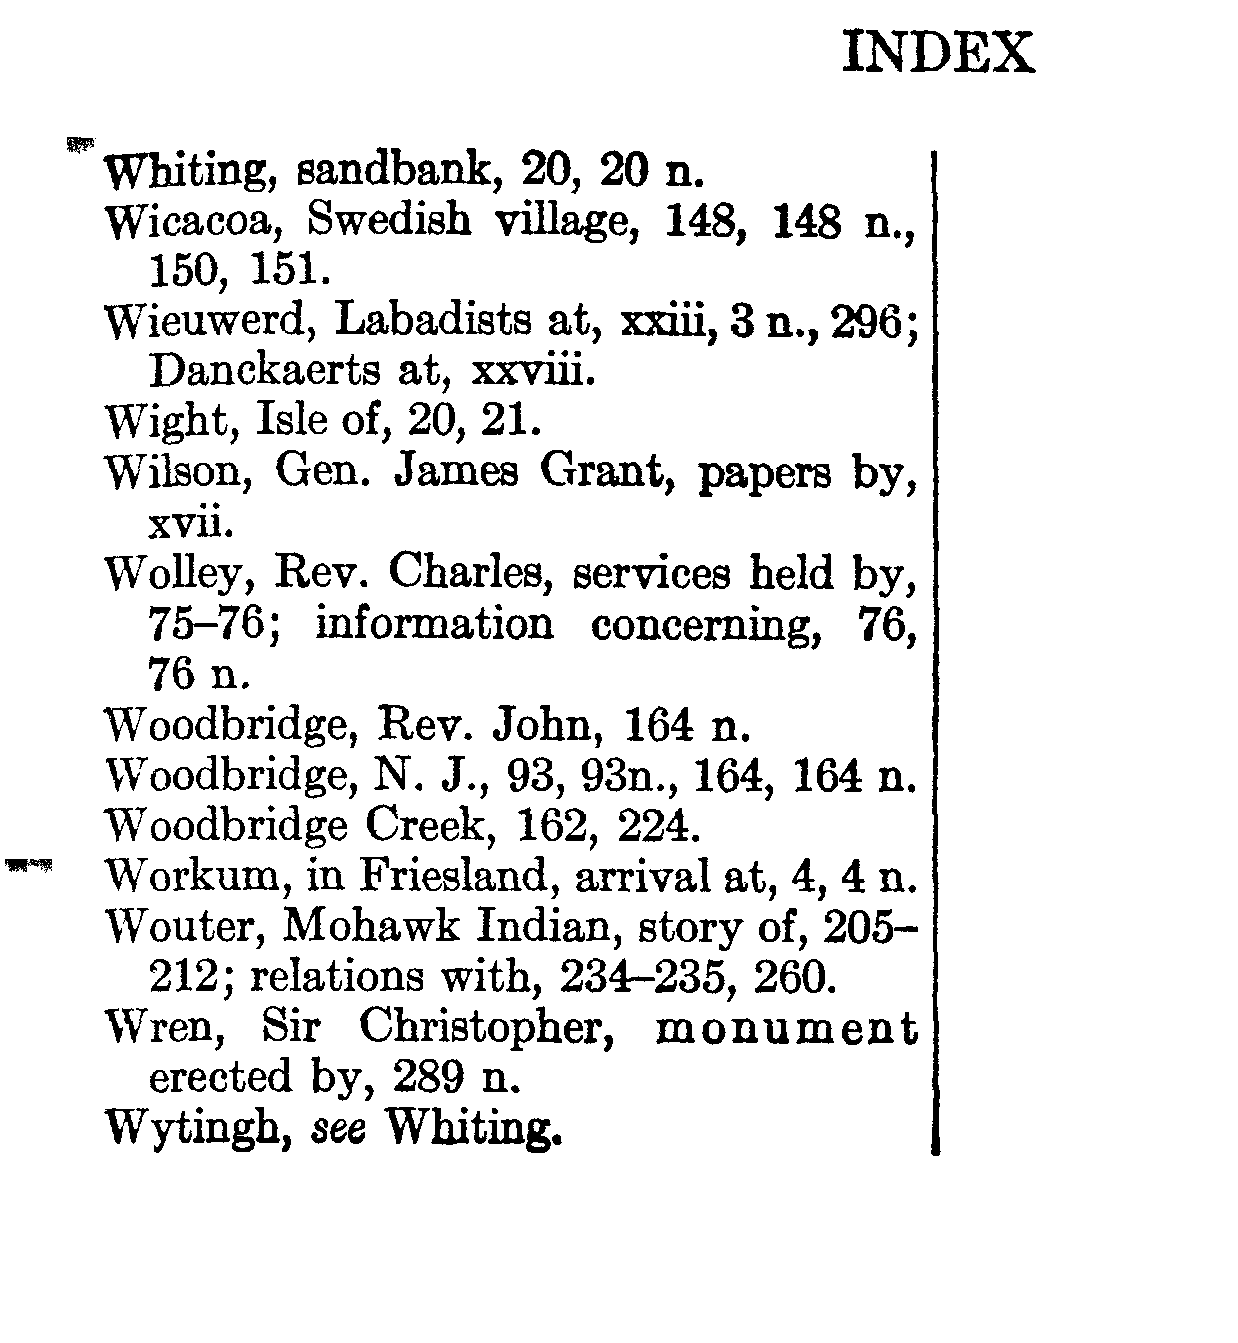 INDEX
Whiting, sandbank, 20, 20 n.
Wicacoa, Swedish village, 148, 148 n.,
150, 151.
Wieuwerd, Labadists at, xxiii, 3 n., 296;
Danckaerts at, xxviii.
Wight, Isle of, 20, 21.
Wilson, Gen. James Grant, papers by,
xvii.
Wolley, Rev. Charles, services held by,
75–76; information concerning, 76,
76 n.
Woodbridge, Rev. John, 164 n.
Woodbridge, N. J., 93, 93n., 164, 164 n.
Woodbridge Creek, 162, 224.
Workum, in Friesland, arrival at, 4, 4 n.
Wouter, Mohawk Indian, story of, 205–
212; relations with, 234–235, 260.
Wren, Sir Christopher, monument
erected by, 289 n.
Wytingh, see Whiting.